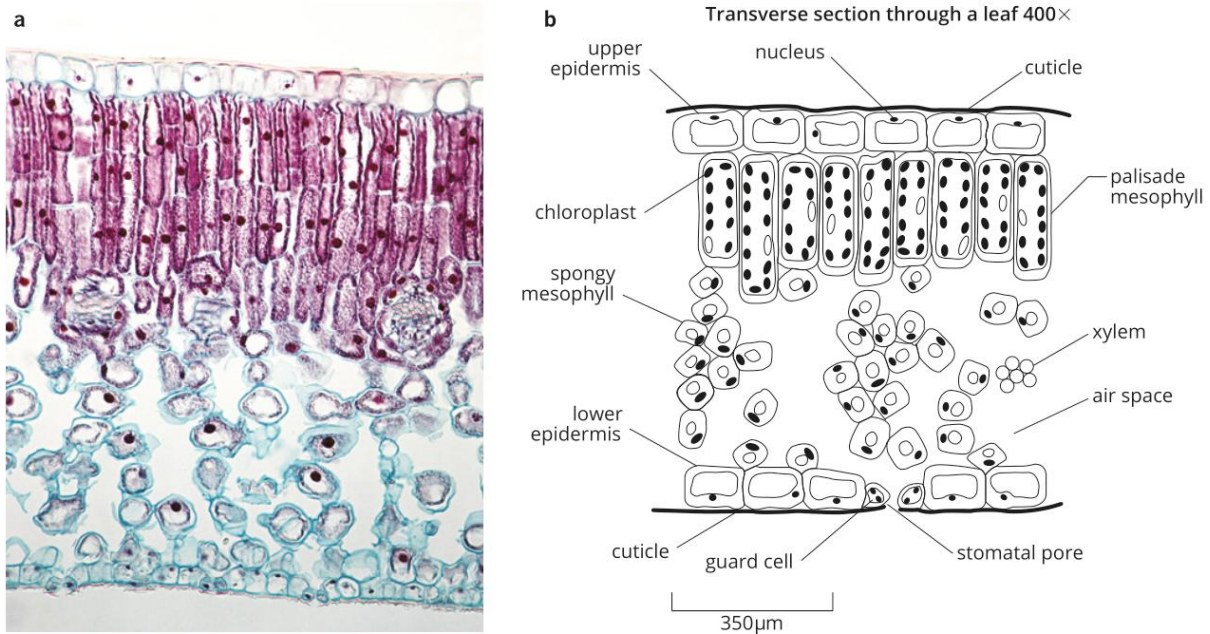 a
b
Transverse section through a leaf 400×
upper
epidermis
nucleus
cuticle
chloroplast
palisade
mesophyll
spongy
mesophyll
xylem
air space
lower
epidermis
cuticle
guard cell
stomatal pore
350µm